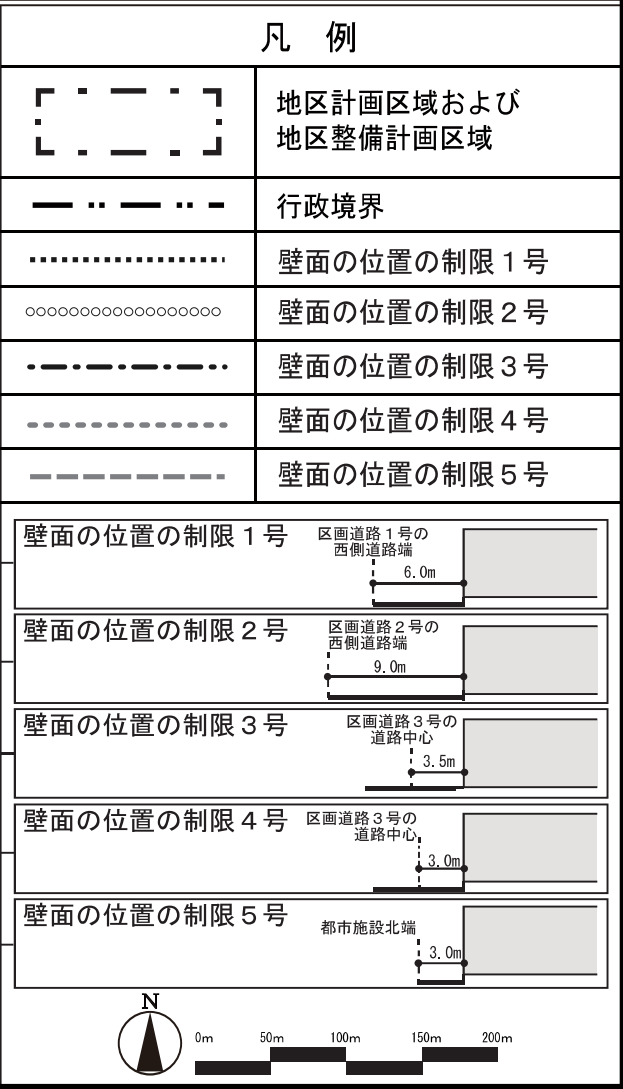 凡 例
地区計画区域および
地区整備計画区域
行政境界
壁面の位置の制限１号
壁面の位置の制限２号
壁面の位置の制限３号
壁面の位置の制限４号
壁面の位置の制限５号
壁面の位置の制限１号
区画道路１号の
西側道路端
6.0m
壁面の位置の制限２号
区画道路２号の
西側道路端
9.0m
壁面の位置の制限３号
区画道路３号の
道路中心
3.5m
壁面の位置の制限４号
区画道路３号の
道路中心
3.0m
壁面の位置の制限５号
都市施設北端
3.0m
N
0m 50m 100m 150m 200m